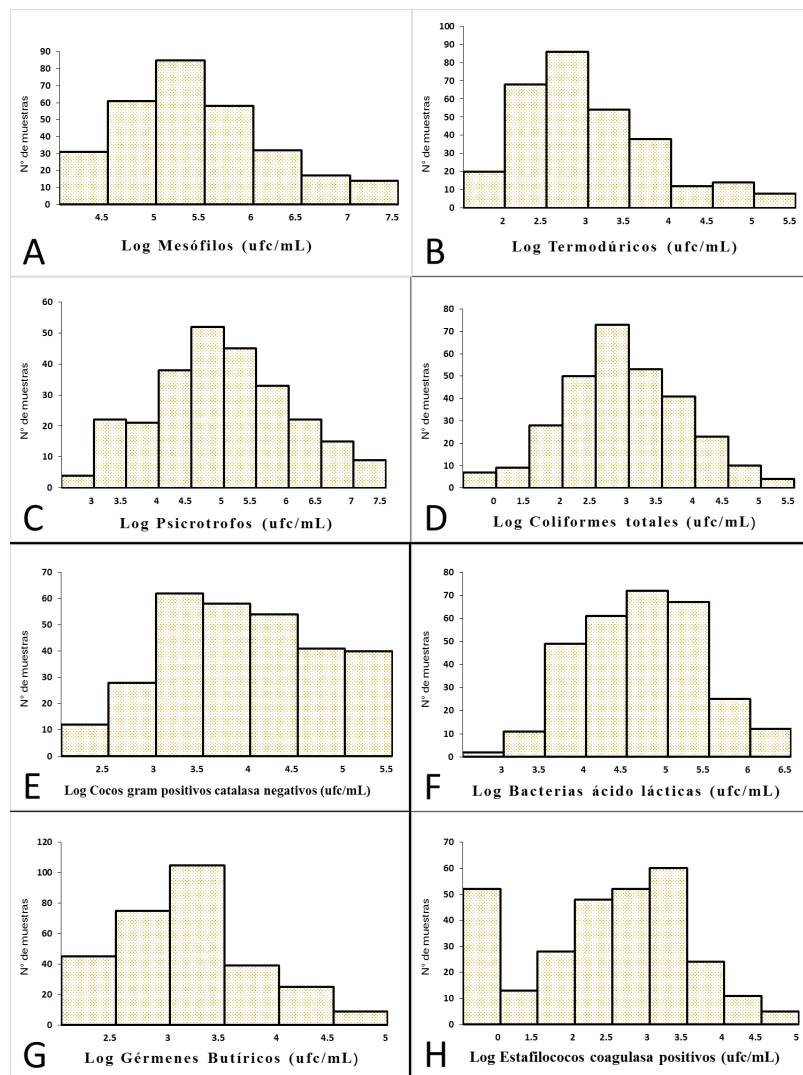 90
80
70
60
50
40
30
20
10
0
N° de muestras
4.5 5 5.5 6 6.5 7 7.5
A
Log Mesófilos (ufc/mL)
100
90
80
70
60
50
40
30
20
10
0
N° de muestras
2 2.5 3 3.5 4 4.5 5 5.5
B
Log Termodúricos (ufc/mL)
60
50
40
30
20
10
0
N° de muestras
3 3.5 4 4.5 5 5.5 6 6.5 7 7.5
C
Log Psicrotrofos (ufc/mL)
80
70
60
50
40
30
20
10
0
N° de muestras
0 1.5 2 2.5 3 3.5 4 4.5 5 5.5
D
Log Coliformes totales (ufc/mL)
70
60
50
40
30
20
10
0
N° de muestras
2.5 3 3.5 4 4.5 5 5.5
E
Log Cocos gram positivos catalasa negativos (ufc/mL)
80
70
60
50
40
30
20
10
0
N° de muestras
3 3.5 4 4.5 5 5.5 6 6.5
F
Log Bacterias ácido lácticas (ufc/mL)
120
100
80
60
40
20
0
N° de muestras
2.5 3 3.5 4 4.5 5
G
Log Gérmenes Butíricos (ufc/mL)
70
60
50
40
30
20
10
0
N° de muestras
0 1.5 2 2.5 3 3.5 4 4.5 5
H
Log Estafilococos coagulasa positivos (ufc/mL)